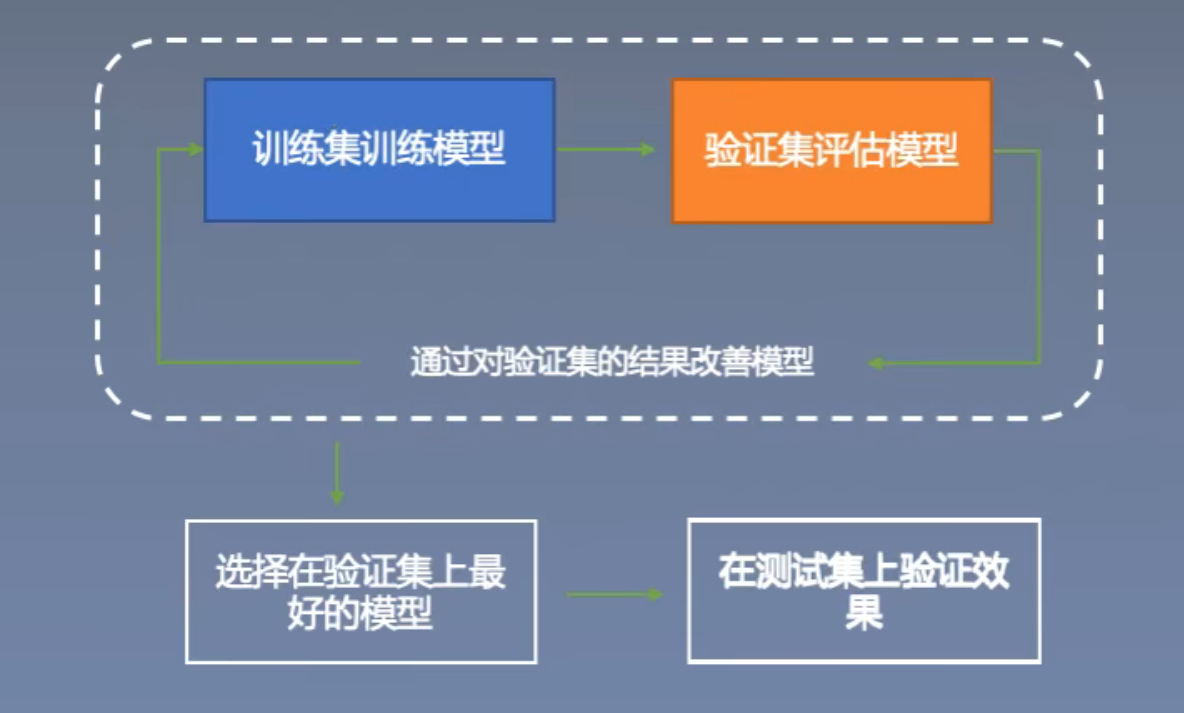 训练集训练模型
验证集评估模型
通过对验证集的结果改善模型
选择在验证集上最
好的模型
在测试集上验证效
果